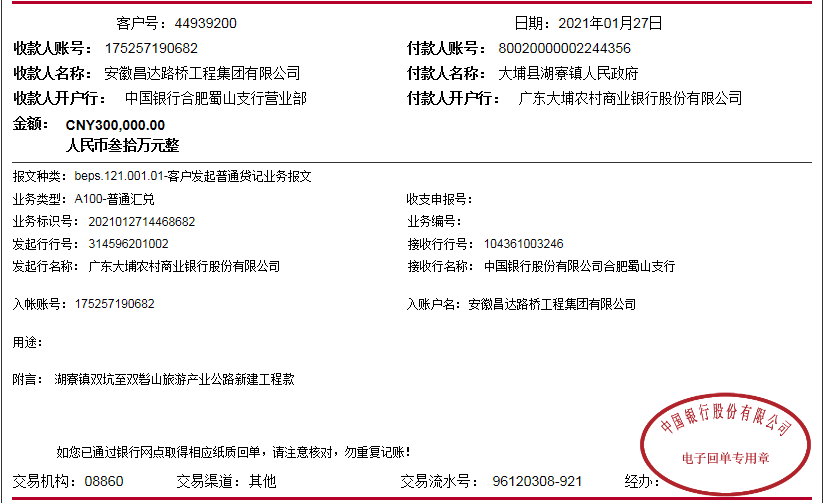 客户号：44939200 日期：2021年01月27日
收款人账号：175257190682 付款人账号：80020000002244356
收款人名称：安徽昌达路桥工程集团有限公司 付款人名称：大埔县湖寮镇人民政府
收款人开户行：中国银行合肥蜀山支行营业部 付款人开户行：广东大埔农村商业银行股份有限公司
金额：CNY300,000.00
人民币叁拾万元整
报文种类：beps.121.001.01-客户发起普通贷记业务报文
业务类型：A100-普通汇兑 收支申报号：
业务标识号：2021012714468682 业务编号：
发起行行号：314596201002 接收行行号：104361003246
发起行名称：广东大埔农村商业银行股份有限公司 接收行名称：中国银行股份有限公司合肥蜀山支行
入帐账号：175257190682 入账户名：安徽昌达路桥工程集团有限公司
用途：
附言：湖寮镇双坑至双髻山旅游产业公路新建工程款
中国银行股份有限公司
电子回单专用章
如您已通过银行网点取得相应纸质回单，请注意核对，勿重复记账！
交易机构：08860 交易渠道：其他 交易流水号：96120308-921 经办：